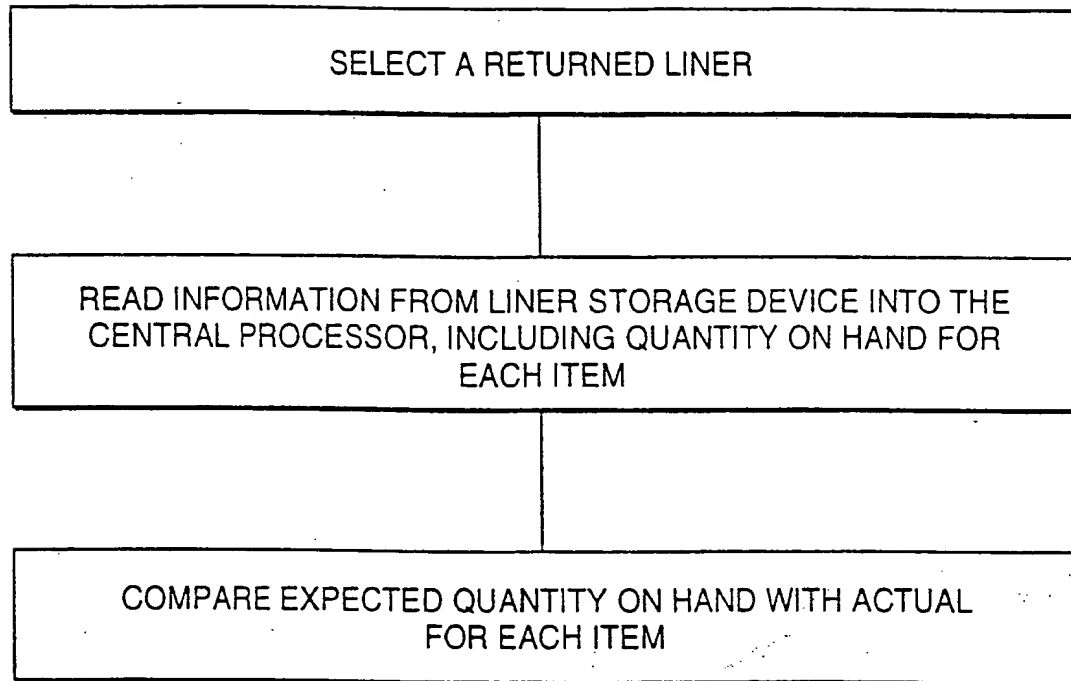 SELECT A RETURNED LINER
READ INFORMATION FROM LINER STORAGE DEVICE INTO THE
CENTRAL PROCESSOR, INCLUDING QUANTITY ON HAND FOR
EACH ITEM
COMPARE EXPECTED QUANTITY ON HAND WITH ACTUAL
FOR EACH ITEM